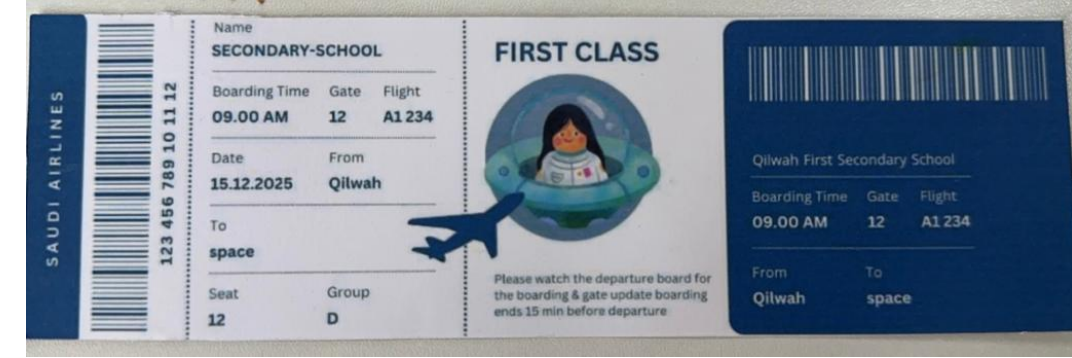 SAUDI AIRLINES
123 456 789 10 11 12
Name
SECONDARY-SCHOOL
Boarding Time Gate Flight
09.00 AM 12 A1 234
Date From
15.12.2025 Qilwah
To
space
Seat Group
12 D
FIRST CLASS
Please watch the departure board for
the boarding & gate update boarding
ends 15 min before departure
Qilwah First Secondary School
Boarding Time Gate Flight
09.00 AM 12 A1 234
From To
Qilwah space